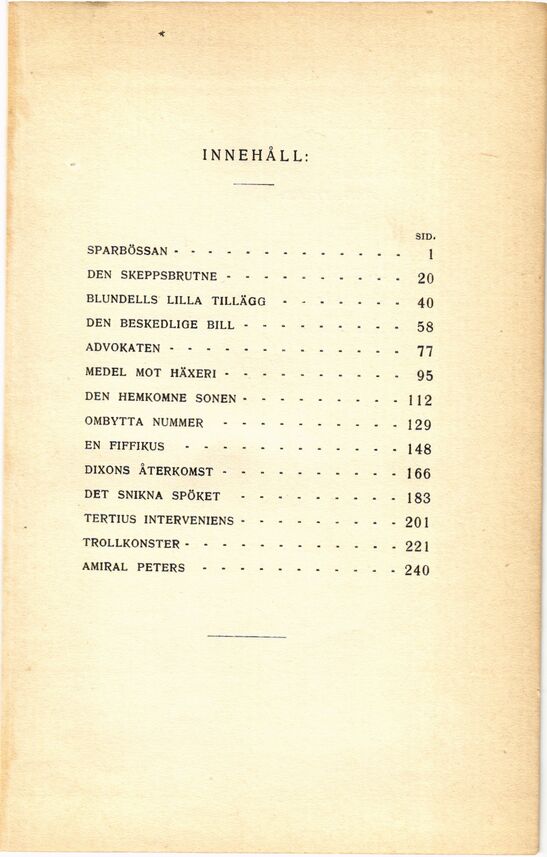 INNEHÅLL:
SID.
SPARBÖSSAN - - - - - - - - - - - - - 1
DEN SKEPPSBRUTNE - - - - - - - - - - 20
BLUNDELLS LILLA TILLÄGG - - - - - - 40
DEN BESKEDLIGE BILL - - - - - - - - - 58
ADVOKATEN - - - - - - - - - - - - - 77
MEDEL MOT HÄXERI - - - - - - - - - - 95
DEN HEMKOMNE SONEN - - - - - - - - - 112
OMBYTTA NUMMER - - - - - - - - - - 129
EN FIFFIKUS - - - - - - - - - - - - 148
DIXONS ÅTERKOMST - - - - - - - - - - 166
DET SNIKNA SPÖKET - - - - - - - - - 183
TERTIUS INTERVENIENS - - - - - - - - - 201
TROLLKONSTER - - - - - - - - - - - - 221
AMIRAL PETERS - - - - - - - - - - - 240